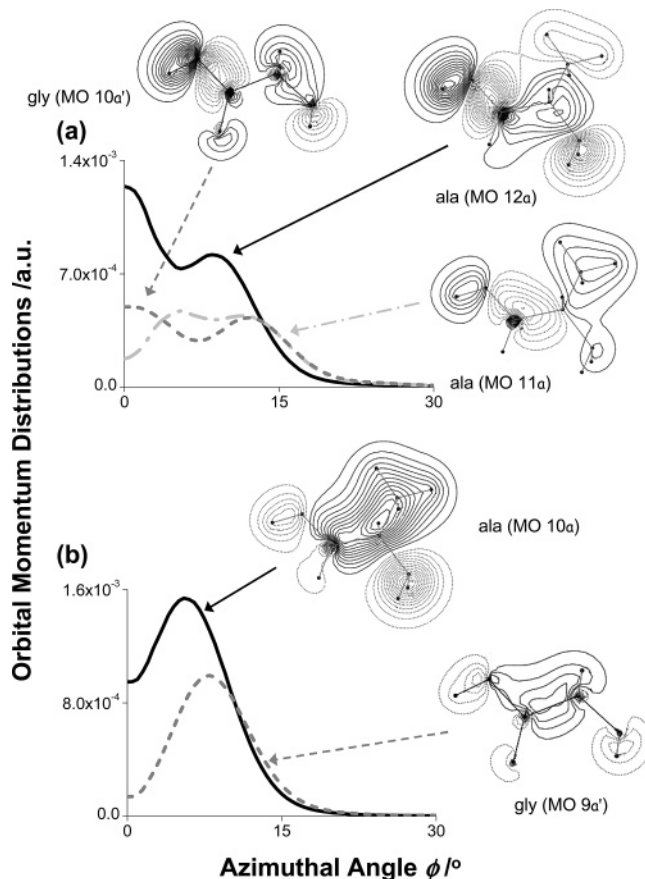 gly (MO 10a')
(a)
1.4x10⁻³
7.0x10⁻⁴
0.0
0
15
30
ala (MO 12a)
ala (MO 11a)
Orbital Momentum Distributions /a.u.
(b)
1.6x10⁻³
8.0x10⁻⁴
0.0
0
15
30
ala (MO 10a)
gly (MO 9a')
Azimuthal Angle ϕ /º